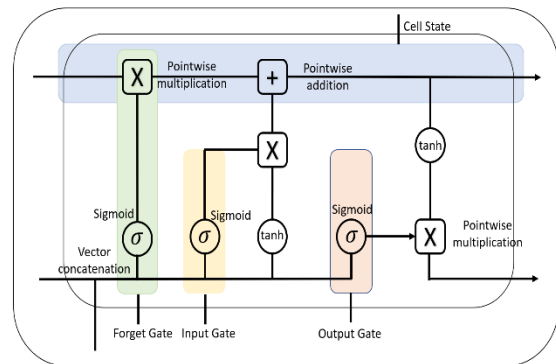 Cell State
X
Pointwise
multiplication
+
Pointwise
addition
X
tanh
Sigmoid
σ
Sigmoid
σ
tanh
Sigmoid
σ
X
Pointwise
multiplication
Vector
concatenation
Forget Gate
Input Gate
Output Gate